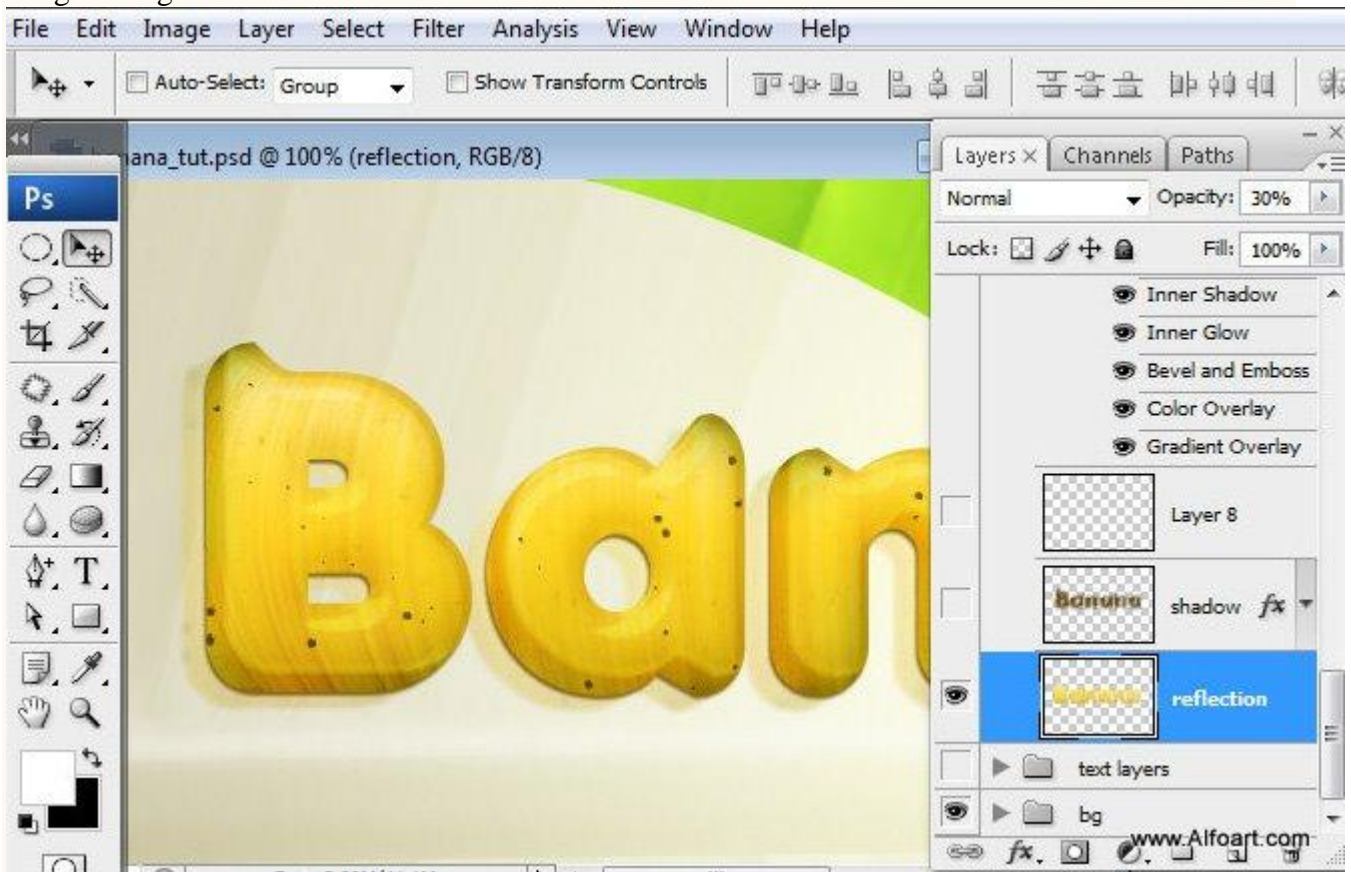 File Edit Image Layer Select Filter Analysis View Window Help
Auto-Select: Group Show Transform Controls
ana_tut.psd @ 100% (reflection, RGB/8)
Layers × Channels Paths
Ps
Normal Opacity: 30%
Lock: Fill: 100%
Inner Shadow
Inner Glow
Bevel and Emboss
Color Overlay
Gradient Overlay
Ban
Layer 8
Banana shadow fx
Banana reflection
T
text layers
bg
www.Alfoart.com
fx